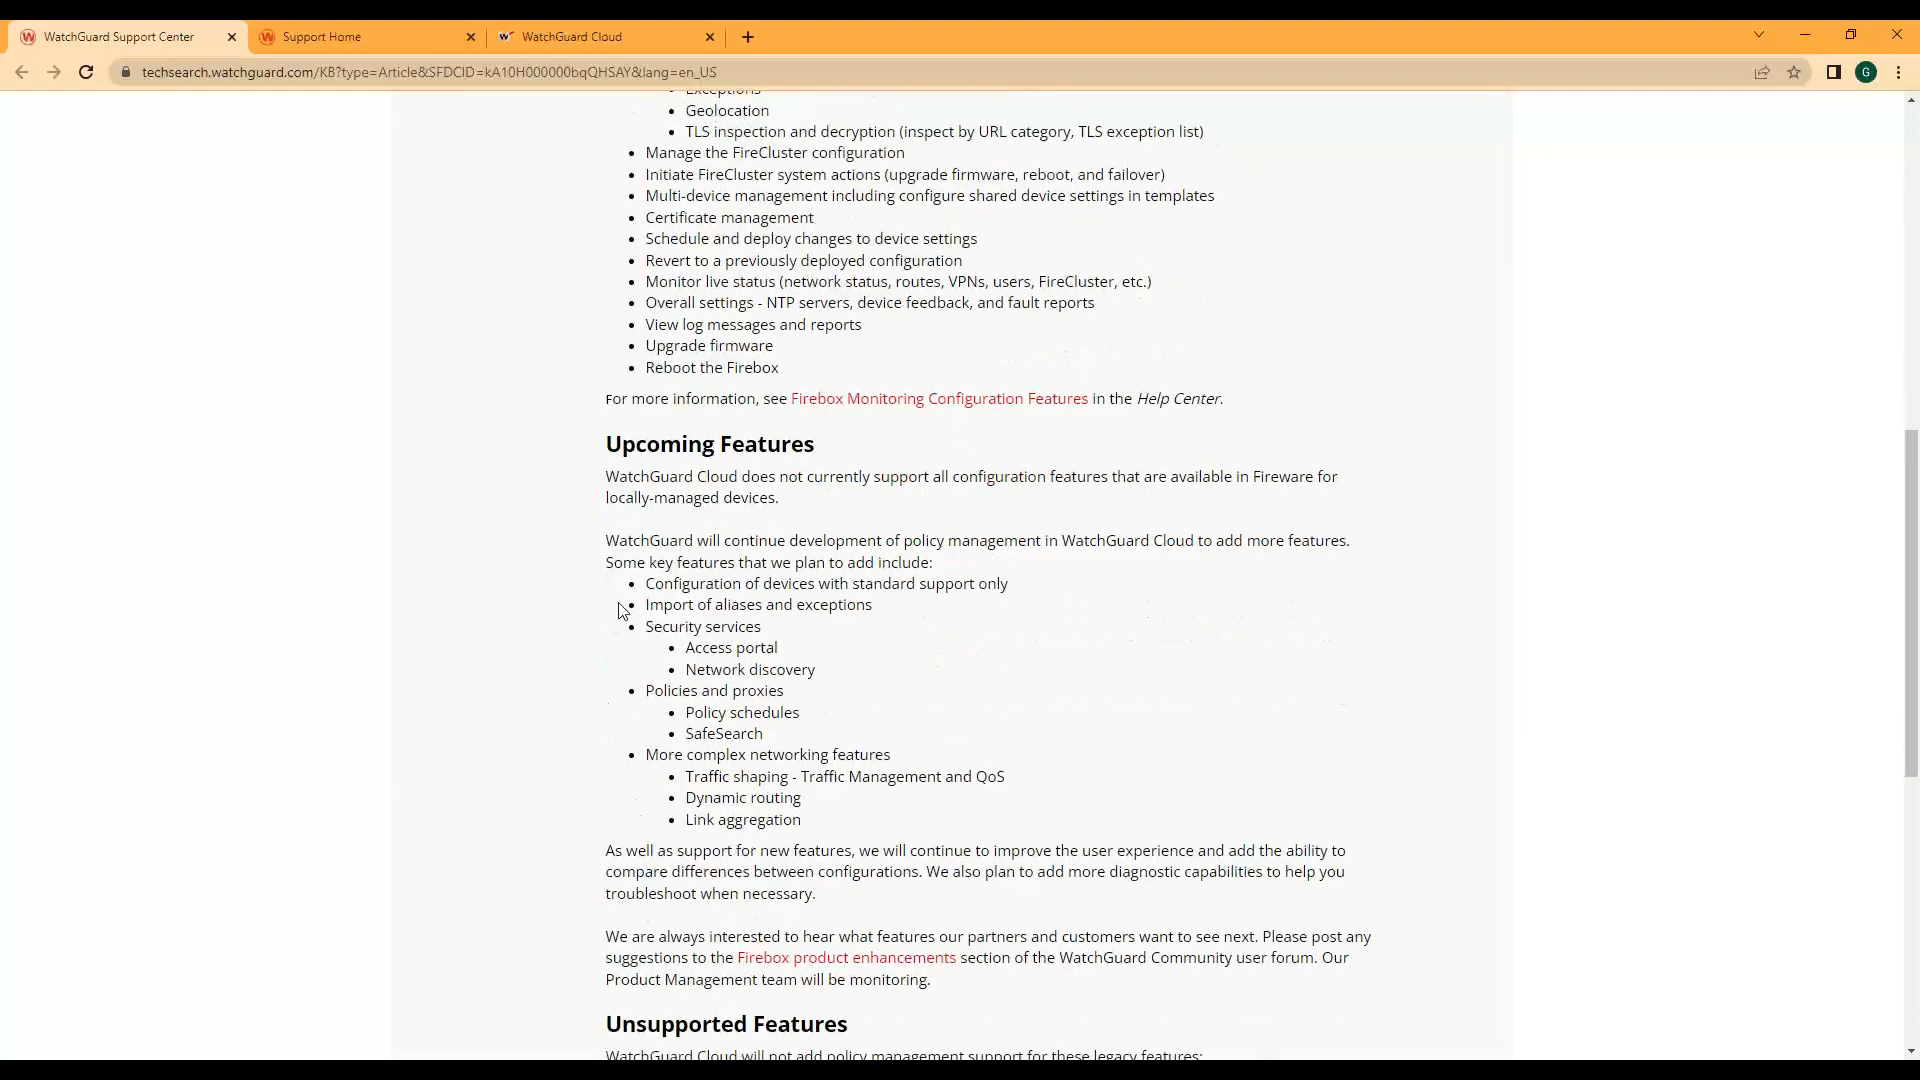 WatchGuard Support Center
Support Home
WatchGuard Cloud
techsearch.watchguard.com/KB?type=Article&SFDCID=kA10H000000bqQHSAY&lang=en_US
G
Exceptions
Geolocation
TLS inspection and decryption (inspect by URL category, TLS exception list)
Manage the FireCluster configuration
Initiate FireCluster system actions (upgrade firmware, reboot, and failover)
Multi-device management including configure shared device settings in templates
Certificate management
Schedule and deploy changes to device settings
Revert to a previously deployed configuration
Monitor live status (network status, routes, VPNs, users, FireCluster, etc.)
Overall settings - NTP servers, device feedback, and fault reports
View log messages and reports
Upgrade firmware
Reboot the Firebox
For more information, see Firebox Monitoring Configuration Features in the Help Center.
Upcoming Features
WatchGuard Cloud does not currently support all configuration features that are available in Fireware for
locally-managed devices.
WatchGuard will continue development of policy management in WatchGuard Cloud to add more features.
Some key features that we plan to add include:
Configuration of devices with standard support only
Import of aliases and exceptions
Security services
Access portal
Network discovery
Policies and proxies
Policy schedules
SafeSearch
More complex networking features
Traffic shaping - Traffic Management and QoS
Dynamic routing
Link aggregation
As well as support for new features, we will continue to improve the user experience and add the ability to
compare differences between configurations. We also plan to add more diagnostic capabilities to help you
troubleshoot when necessary.
We are always interested to hear what features our partners and customers want to see next. Please post any
suggestions to the Firebox product enhancements section of the WatchGuard Community user forum. Our
Product Management team will be monitoring.
Unsupported Features
WatchGuard Cloud will not add policy management support for these legacy features: